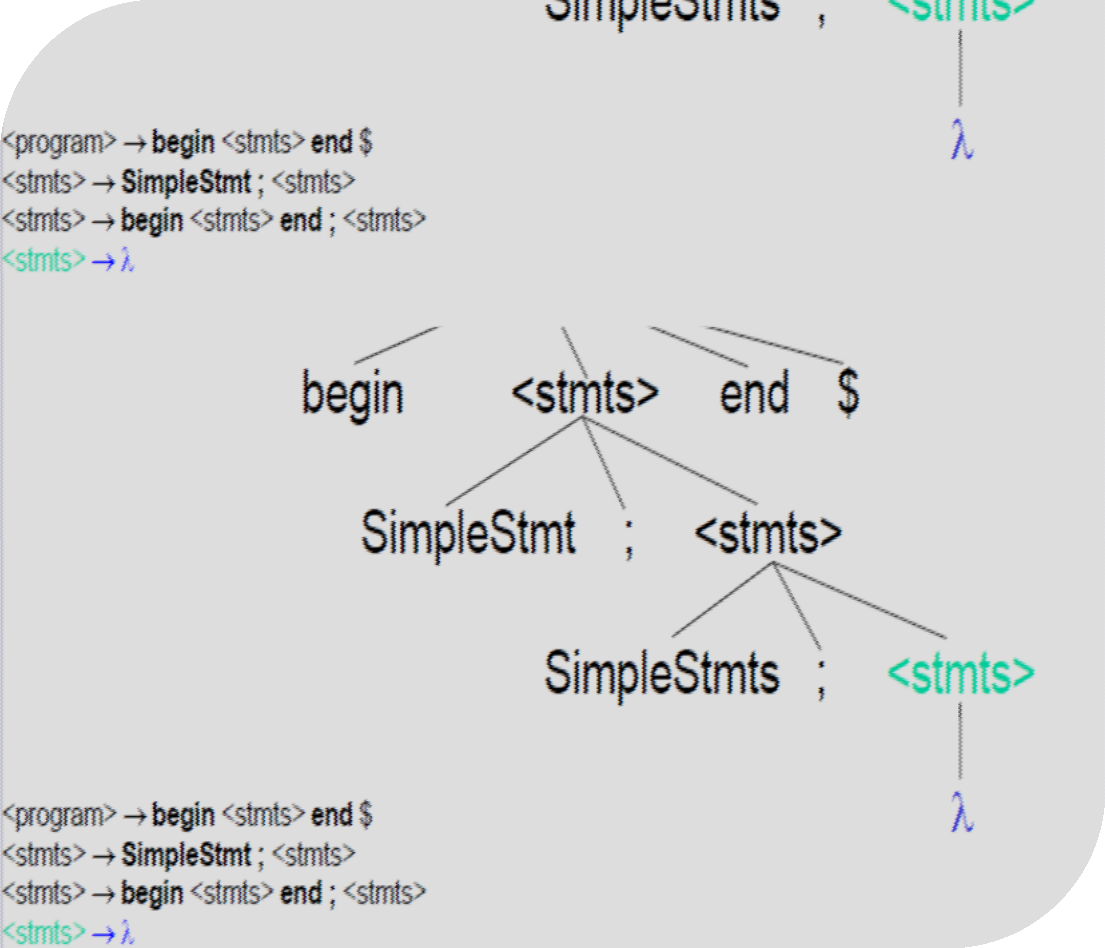 SimpleStmts ; <stmts>
λ
<program> → begin <stmts> end $
<stmts> → SimpleStmt ; <stmts>
<stmts> → begin <stmts> end ; <stmts>
<stmts> → λ
begin <stmts> end $
SimpleStmt ; <stmts>
SimpleStmts ; <stmts>
λ
<program> → begin <stmts> end $
<stmts> → SimpleStmt ; <stmts>
<stmts> → begin <stmts> end ; <stmts>
<stmts> → λ